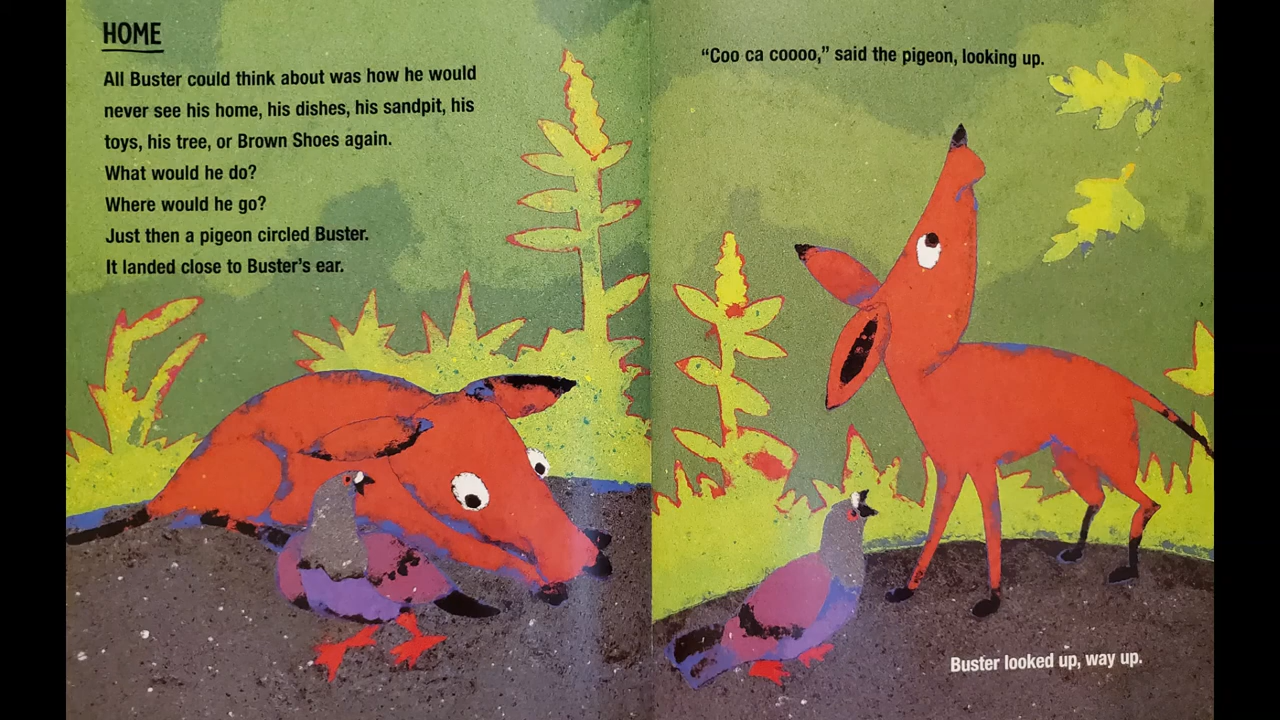 HOME
All Buster could think about was how he would
never see his home, his dishes, his sandpit, his
toys, his tree, or Brown Shoes again.
What would he do?
Where would he go?
Just then a pigeon circled Buster.
It landed close to Buster's ear.
“Coo ca coooo,” said the pigeon, looking up.
Buster looked up, way up.